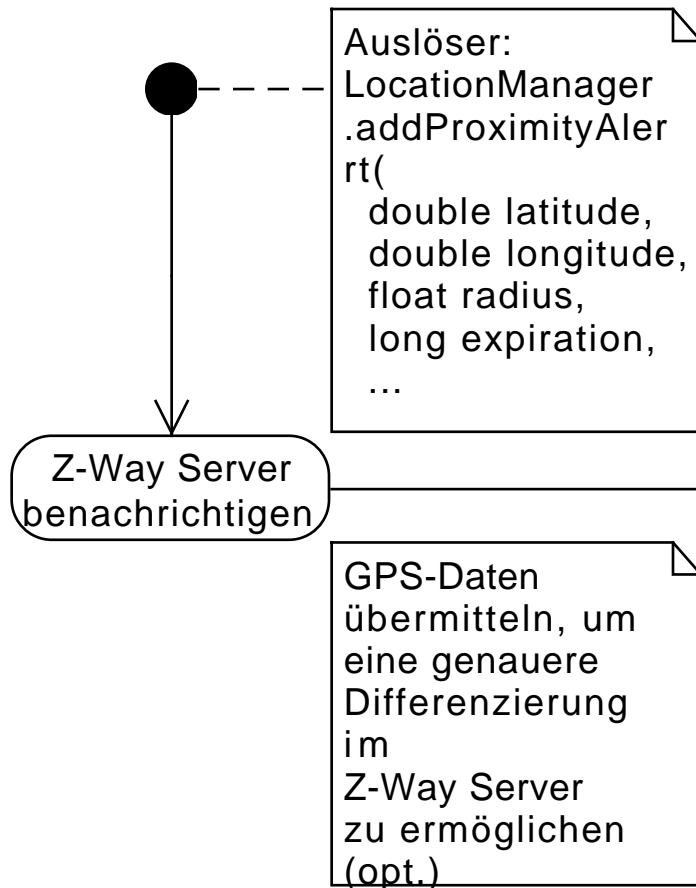 Auslöser:
LocationManager
.addProximityAler
rt(
double latitude,
double longitude,
float radius,
long expiration,
...
Z-Way Server
benachrichtigen
GPS-Daten
übermitteln, um
eine genauere
Differenzierung
im
Z-Way Server
zu ermöglichen
(opt.)